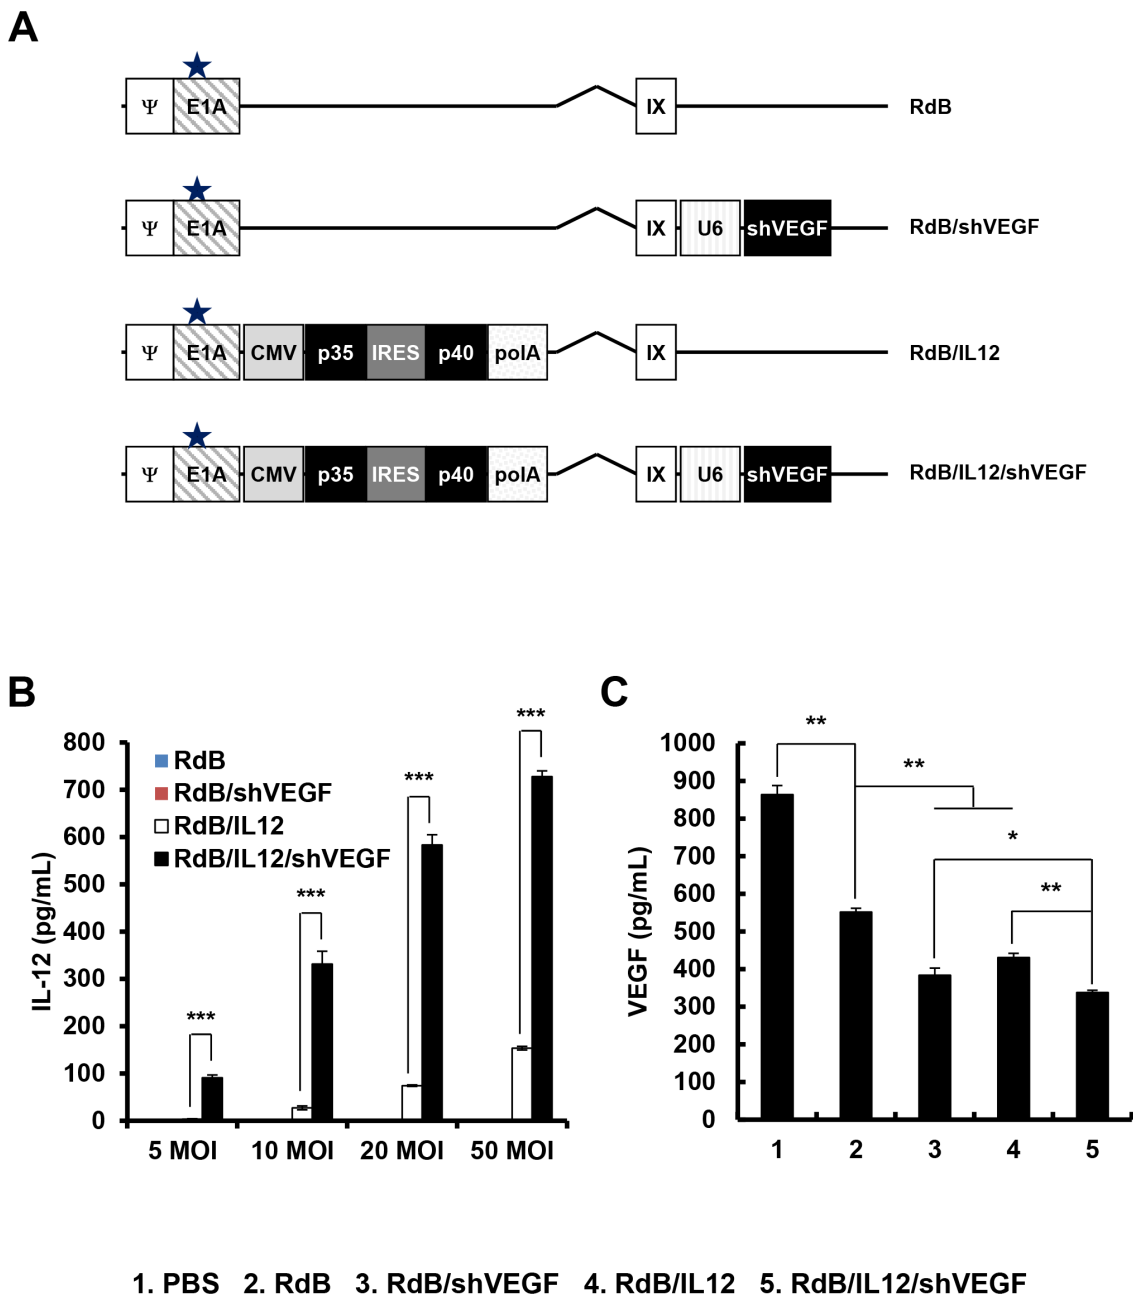 A
Ψ E1A IX RdB
Ψ E1A IX U6 shVEGF RdB/shVEGF
Ψ E1A CMV p35 IRES p40 polA IX RdB/IL12
Ψ E1A CMV p35 IRES p40 polA IX U6 shVEGF RdB/IL12/shVEGF
B
IL-12 (pg/mL)
800
700
600
500
400
300
200
100
0
RdB
RdB/shVEGF
RdB/IL12
RdB/IL12/shVEGF
***
***
***
***
5 MOI 10 MOI 20 MOI 50 MOI
C
VEGF (pg/mL)
1000
900
800
700
600
500
400
300
200
100
0
**
**
*
**
1 2 3 4 5
1. PBS 2. RdB 3. RdB/shVEGF 4. RdB/IL12 5. RdB/IL12/shVEGF